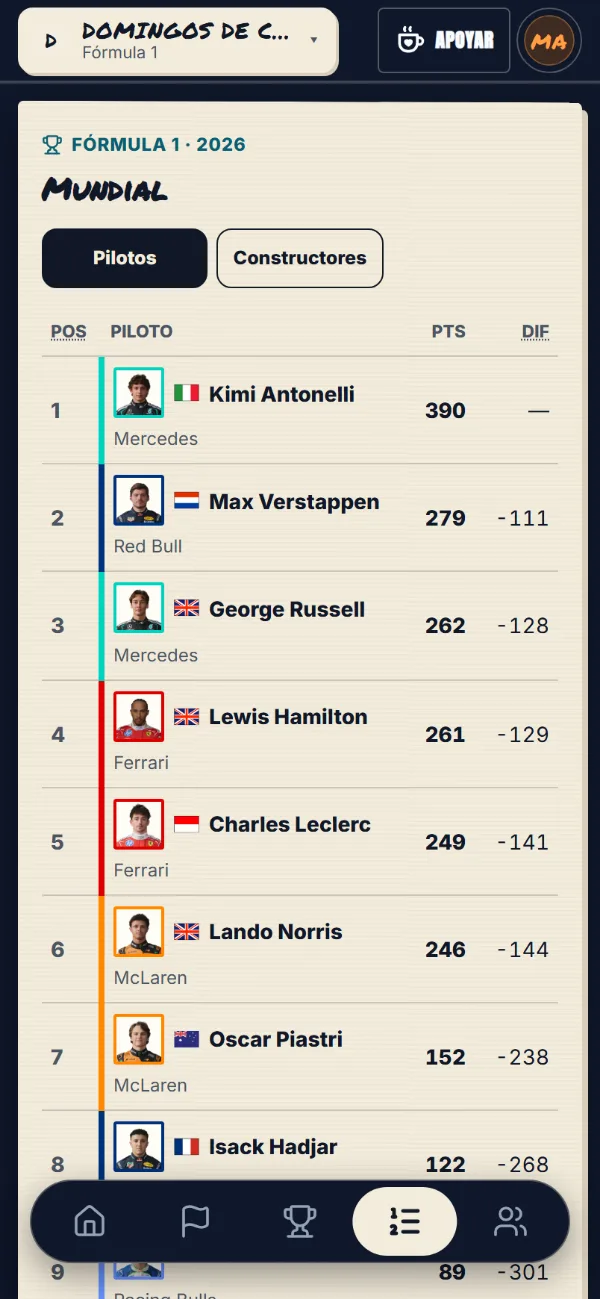 D
DOMINGOS DE C...
Fórmula 1
APOYAR
MA
FÓRMULA 1 · 2026
MUNDIAL
Pilotos
Constructores
POS PILOTO PTS DIF
1 Kimi Antonelli 390 —
Mercedes
2 Max Verstappen 279 -111
Red Bull
3 George Russell 262 -128
Mercedes
4 Lewis Hamilton 261 -129
Ferrari
5 Charles Leclerc 249 -141
Ferrari
6 Lando Norris 246 -144
McLaren
7 Oscar Piastri 152 -238
McLaren
8 Isack Hadjar 122 -268
9 89 -301
Racing Bulls